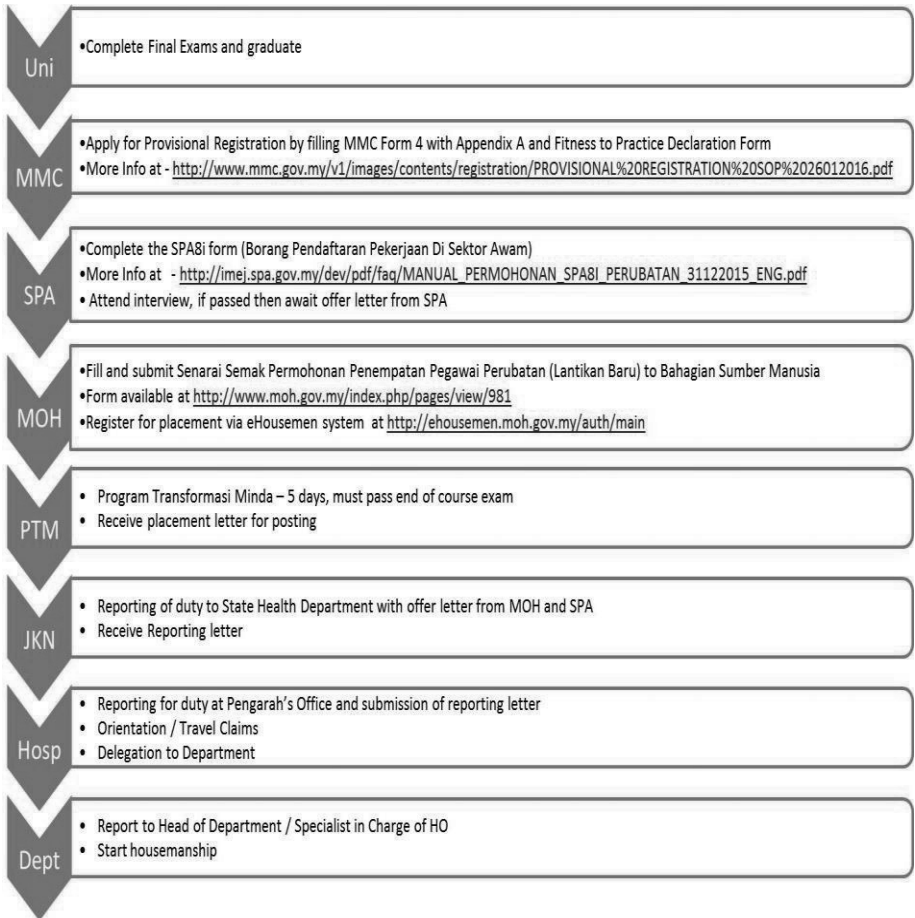 Uni
•Complete Final Exams and graduate
MMC
•Apply for Provisional Registration by filling MMC Form 4 with Appendix A and Fitness to Practice Declaration Form
•More Info at - http://www.mmc.gov.my/v1/images/contents/registration/PROVISIONAL%20REGISTRATION%20SOP%2026012016.pdf
SPA
•Complete the SPA8i form (Borang Pendaftaran Pekerjaan Di Sektor Awam)
•More Info at - http://imej.spa.gov.my/dev/pdf/faq/MANUAL_PERMOHONAN_SPA8I_PERUBATAN_31122015_ENG.pdf
• Attend interview, if passed then await offer letter from SPA
MOH
•Fill and submit Senarai Semak Permohonan Penempatan Pegawai Perubatan (Lantikan Baru) to Bahagian Sumber Manusia
•Form available at http://www.moh.gov.my/index.php/pages/view/981
•Register for placement via eHousemen system at http://ehousemen.moh.gov.my/auth/main
PTM
• Program Transformasi Minda – 5 days, must pass end of course exam
• Receive placement letter for posting
JKN
• Reporting of duty to State Health Department with offer letter from MOH and SPA
• Receive Reporting letter
Hosp
• Reporting for duty at Pengarah's Office and submission of reporting letter
• Orientation / Travel Claims
• Delegation to Department
Dept
• Report to Head of Department / Specialist in Charge of HO
• Start housemanship